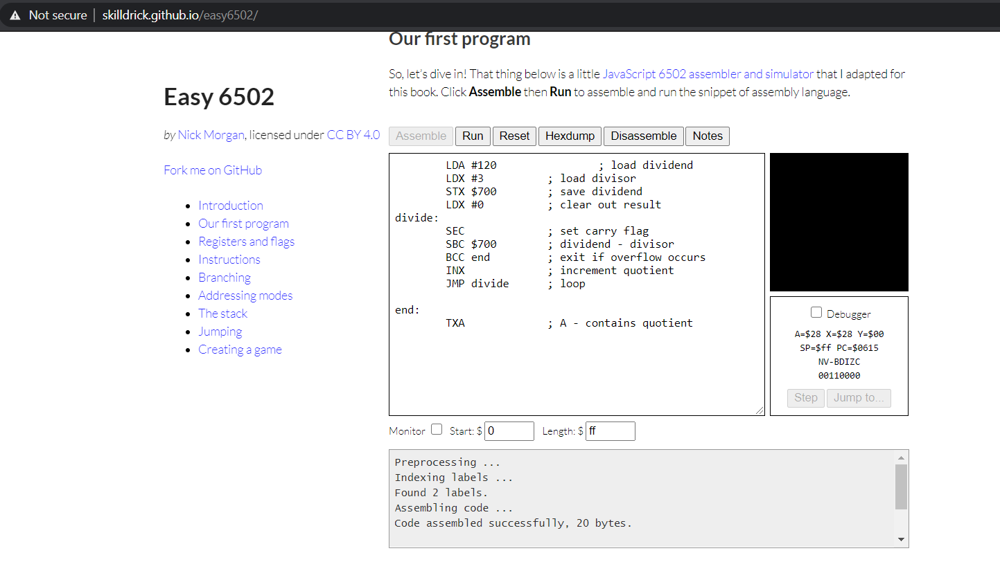 Not secure | skilldrick.github.io/easy6502/
Easy 6502
by Nick Morgan, licensed under CC BY 4.0
Fork me on GitHub
Introduction
Our first program
Registers and flags
Instructions
Branching
Addressing modes
The stack
Jumping
Creating a game
Our first program
So, let's dive in! That thing below is a little JavaScript 6502 assembler and simulator that I adapted for
this book. Click Assemble then Run to assemble and run the snippet of assembly language.
Assemble Run Reset Hexdump Disassemble Notes
LDA #120 ; load dividend
LDX #3 ; load divisor
STX $700 ; save dividend
LDX #0 ; clear out result
divide:
SEC ; set carry flag
SBC $700 ; dividend - divisor
BCC end ; exit if overflow occurs
INX ; increment quotient
JMP divide ; loop
end:
TXA ; A - contains quotient
Debugger
A=$28 X=$28 Y=$00
SP=$ff PC=$0615
NV-BDIZC
00110000
Step Jump to...
Monitor Start: $ 0 Length: $ ff
Preprocessing ...
Indexing labels ...
Found 2 labels.
Assembling code ...
Code assembled successfully, 20 bytes.